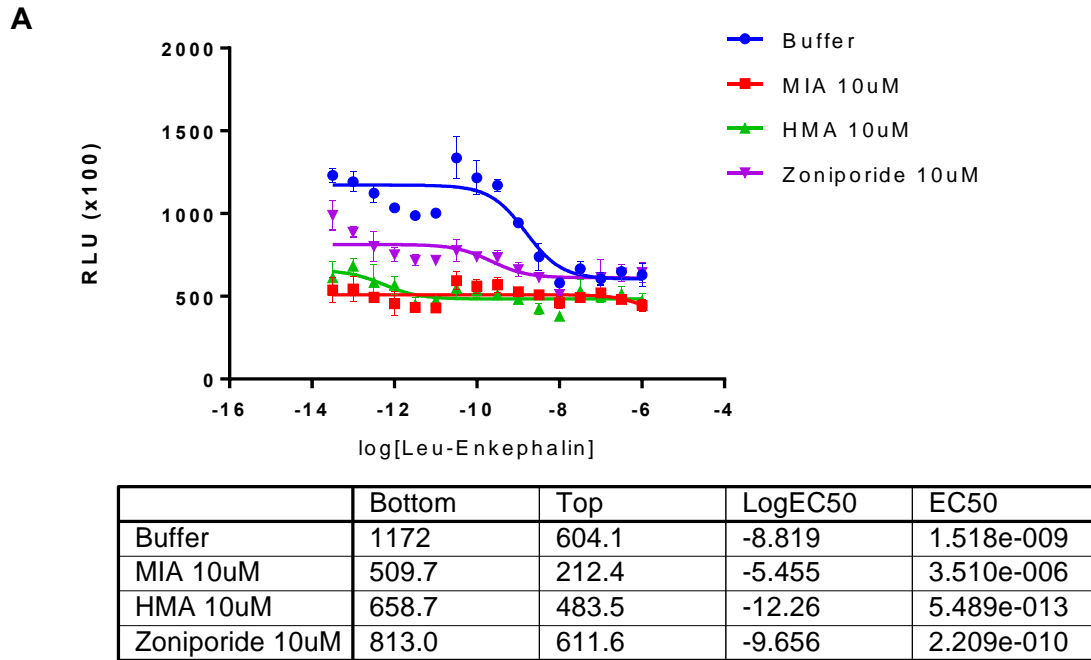 A
2000
1500
1000
500
0
RLU (x100)
-16 -14 -12 -10 -8 -6 -4
log[Leu-Enkephalin]
Buffer
MIA 10uM
HMA 10uM
Zoniporide 10uM
Bottom Top LogEC50 EC50
Buffer 1172 604.1 -8.819 1.518e-009
MIA 10uM 509.7 212.4 -5.455 3.510e-006
HMA 10uM 658.7 483.5 -12.26 5.489e-013
Zoniporide 10uM 813.0 611.6 -9.656 2.209e-010